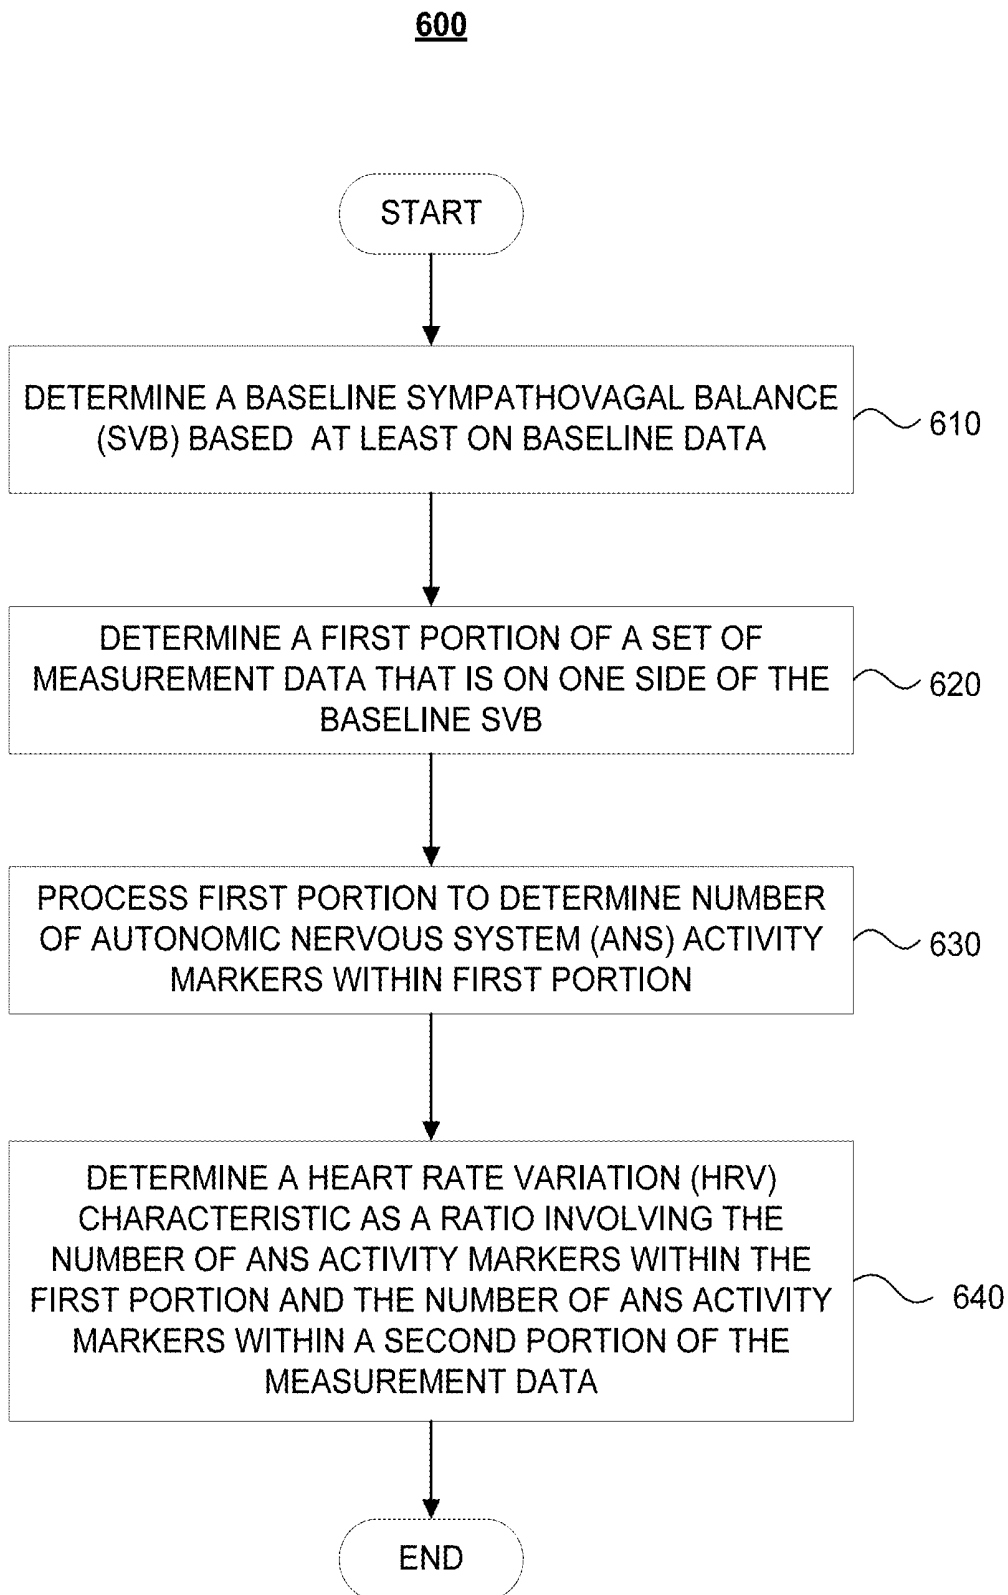 600
START
DETERMINE A BASELINE SYMPATHOVAGAL BALANCE
(SVB) BASED AT LEAST ON BASELINE DATA
610
DETERMINE A FIRST PORTION OF A SET OF
MEASUREMENT DATA THAT IS ON ONE SIDE OF THE
BASELINE SVB
620
PROCESS FIRST PORTION TO DETERMINE NUMBER
OF AUTONOMIC NERVOUS SYSTEM (ANS) ACTIVITY
MARKERS WITHIN FIRST PORTION
630
DETERMINE A HEART RATE VARIATION (HRV)
CHARACTERISTIC AS A RATIO INVOLVING THE
NUMBER OF ANS ACTIVITY MARKERS WITHIN THE
FIRST PORTION AND THE NUMBER OF ANS ACTIVITY
MARKERS WITHIN A SECOND PORTION OF THE
MEASUREMENT DATA
640
END